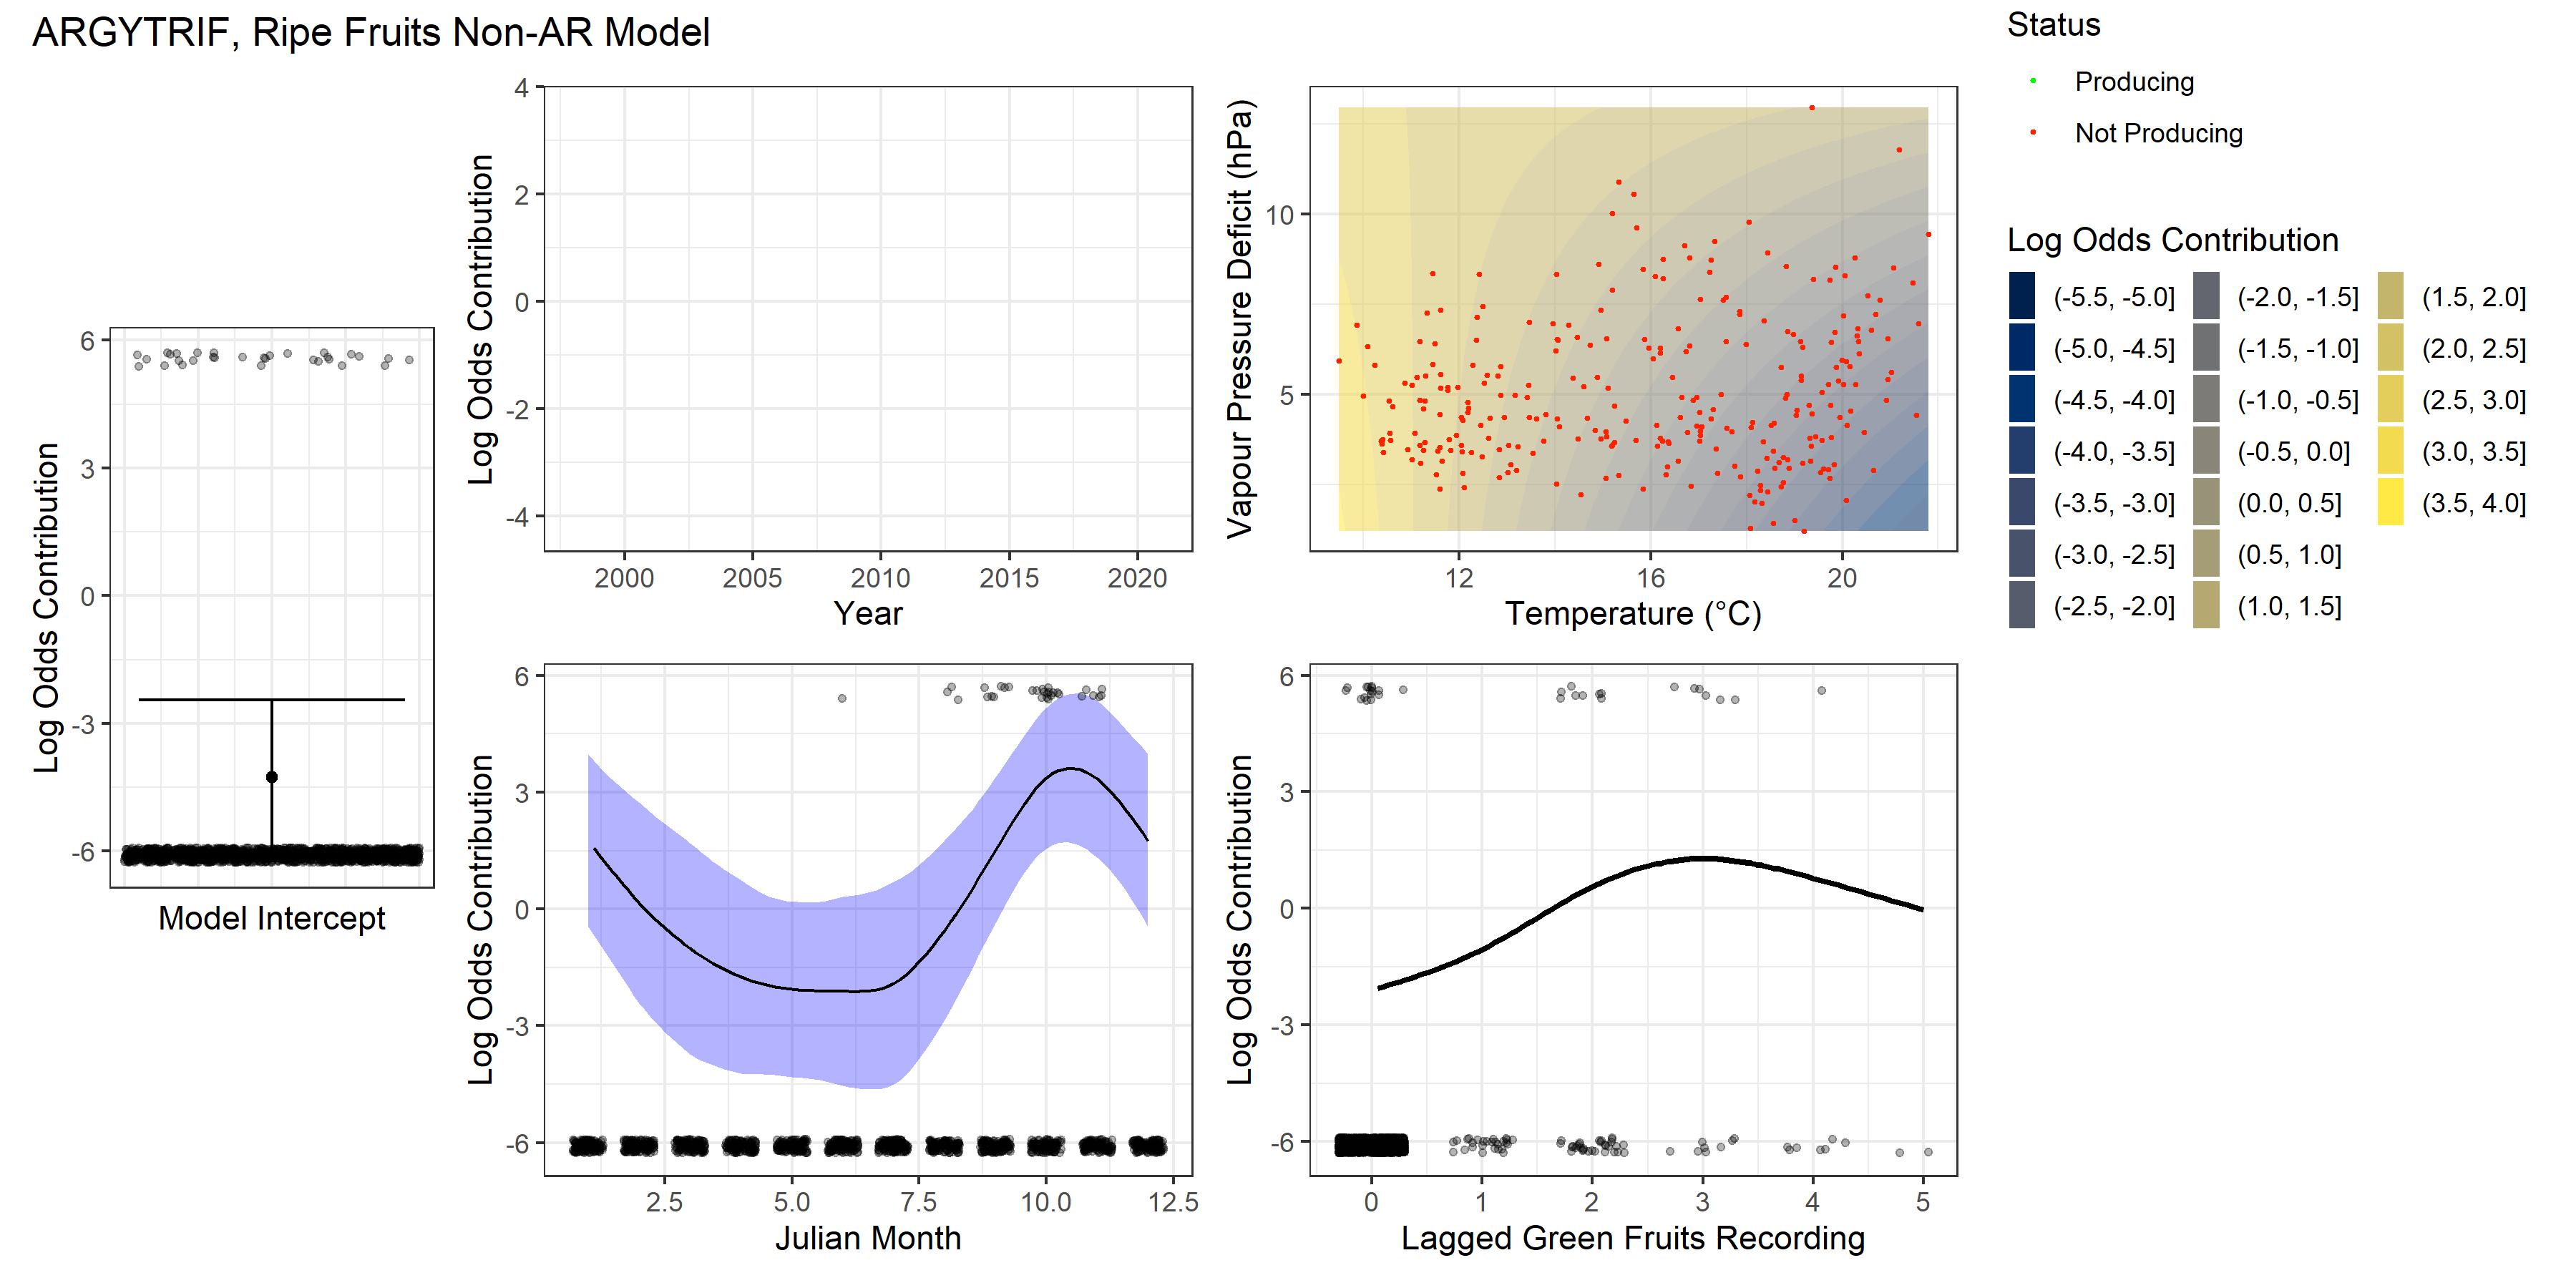 ARGYTRIF, Ripe Fruits Non-AR Model
Log Odds Contribution
6
3
0
-3
-6
Model Intercept
Log Odds Contribution
4
2
0
-2
-4
2000 2005 2010 2015 2020
Year
Vapour Pressure Deficit (hPa)
10
5
12 16 20
Temperature (°C)
Log Odds Contribution
6
3
0
-3
-6
2.5 5.0 7.5 10.0 12.5
Julian Month
Log Odds Contribution
6
3
0
-3
-6
0 1 2 3 4 5
Lagged Green Fruits Recording
Status
Producing
Not Producing
Log Odds Contribution
(-5.5, -5.0] (-2.0, -1.5] (1.5, 2.0]
(-5.0, -4.5] (-1.5, -1.0] (2.0, 2.5]
(-4.5, -4.0] (-1.0, -0.5] (2.5, 3.0]
(-4.0, -3.5] (-0.5, 0.0] (3.0, 3.5]
(-3.5, -3.0] (0.0, 0.5] (3.5, 4.0]
(-3.0, -2.5] (0.5, 1.0]
(-2.5, -2.0] (1.0, 1.5]